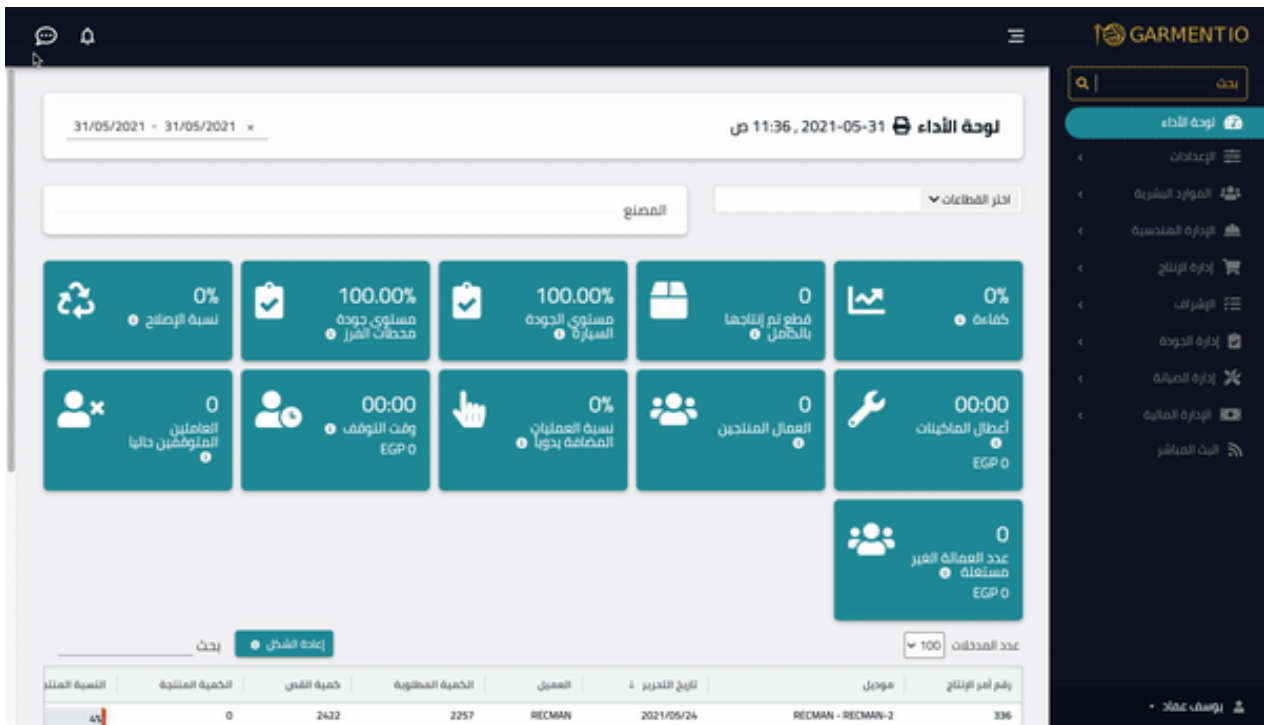 GARMENTIO
بحث
لوحة الأداء
الإعدادات
الموارد البشرية
الإدارة الهندسية
إدارة الإنتاج
الإشراف
إدارة الجودة
إدارة الصيانة
الإدارة المالية
البث المباشر
يوسف عماد
لوحة الأداء 2021-05-31 , 11:36 ص
31/05/2021 - 31/05/2021 ×
اختر القطاعات
المصنع
0%
كفاءة
0
قطع تم إنتاجها
بالكامل
100.00%
مستوي الجودة
السيارة
100.00%
مستوي جودة
محطات الفرز
0%
نسبة الإصلاح
00:00
أعطال الماكينات
EGP 0
0
العمال المنتجين
0%
نسبة العمليات
المضافة يدوياً
00:00
وقت التوقف
EGP 0
0
العاملين
المتوقفين حاليا
0
عدد العمالة الغير
مستغلة
EGP 0
عدد المدخلات 100
إعادة الشكل
بحث
رقم أمر الإنتاج موديل تاريخ التحرير العميل الكمية المطلوبة كمية القص الكمية المنتجة النسبة
336 RECMAN - RECMAN-2 2021/05/24 RECMAN 2257 2422 0 4%